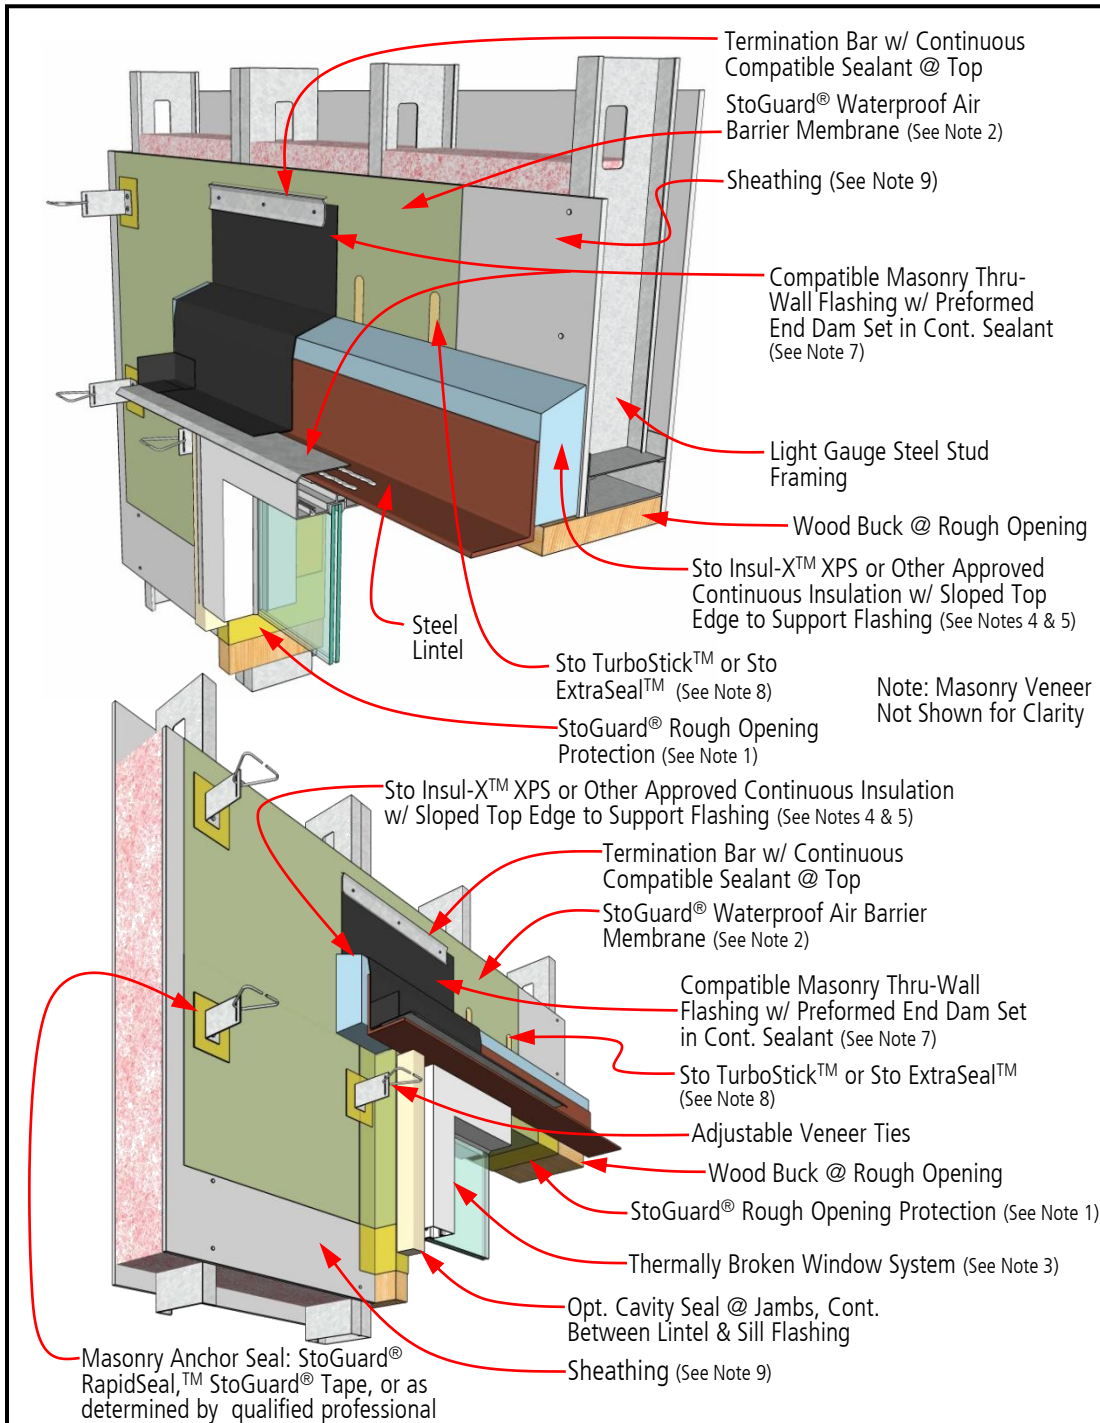 Termination Bar w/ Continuous
Compatible Sealant @ Top
StoGuard® Waterproof Air
Barrier Membrane (See Note 2)
Sheathing (See Note 9)
Compatible Masonry Thru-
Wall Flashing w/ Preformed
End Dam Set in Cont. Sealant
(See Note 7)
Light Gauge Steel Stud
Framing
Wood Buck @ Rough Opening
Sto Insul-X™ XPS or Other Approved
Continuous Insulation w/ Sloped Top
Edge to Support Flashing (See Notes 4 & 5)
Steel
Lintel
Sto TurboStick™ or Sto
ExtraSeal™ (See Note 8)
Note: Masonry Veneer
Not Shown for Clarity
StoGuard® Rough Opening
Protection (See Note 1)
Sto Insul-X™ XPS or Other Approved Continuous Insulation
w/ Sloped Top Edge to Support Flashing (See Notes 4 & 5)
Termination Bar w/ Continuous
Compatible Sealant @ Top
StoGuard® Waterproof Air Barrier
Membrane (See Note 2)
Compatible Masonry Thru-Wall
Flashing w/ Preformed End Dam Set
in Cont. Sealant (See Note 7)
Sto TurboStick™ or Sto ExtraSeal™
(See Note 8)
Adjustable Veneer Ties
Wood Buck @ Rough Opening
StoGuard® Rough Opening Protection (See Note 1)
Thermally Broken Window System (See Note 3)
Opt. Cavity Seal @ Jambs, Cont.
Between Lintel & Sill Flashing
Sheathing (See Note 9)
Masonry Anchor Seal: StoGuard®
RapidSeal,™ StoGuard® Tape, or as
determined by qualified professional